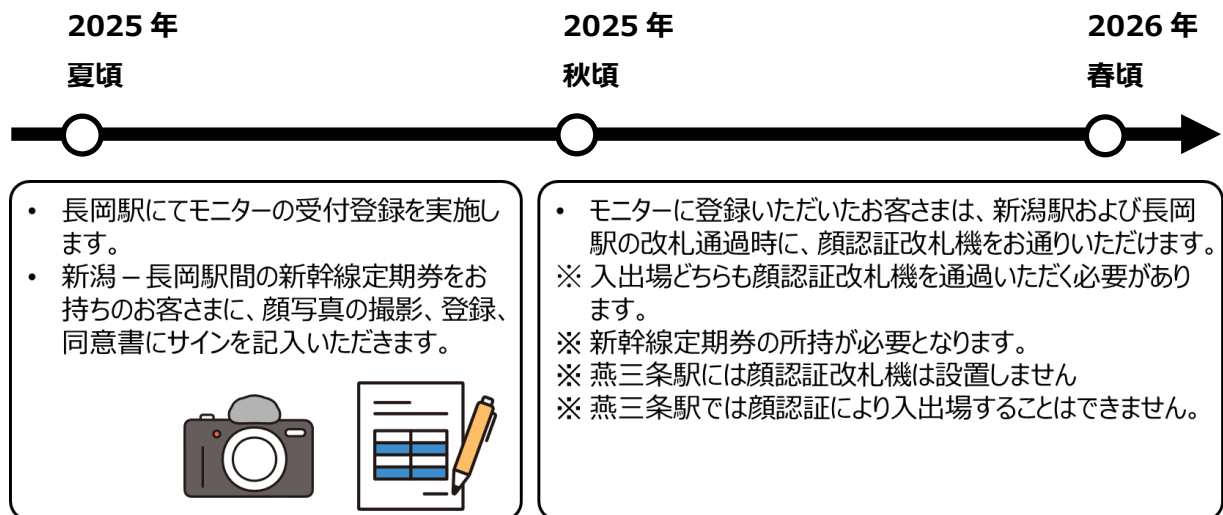 2025 年
夏頃
2025 年
秋頃
2026 年
春頃
• 長岡駅にてモニターの受付登録を実施し
ます。
• 新潟－長岡駅間の新幹線定期券をお
持ちのお客さまに、顔写真の撮影、登録、
同意書にサインを記入いただきます。
• モニターに登録いただいたお客さまは、新潟駅および長岡
駅の改札通過時に、顔認証改札機をお通りいただけます。
※ 入出場どちらも顔認証改札機を通過いただく必要があり
ます。
※ 新幹線定期券の所持が必要となります。
※ 燕三条駅には顔認証改札機は設置しません
※ 燕三条駅では顔認証により入出場することはできません。